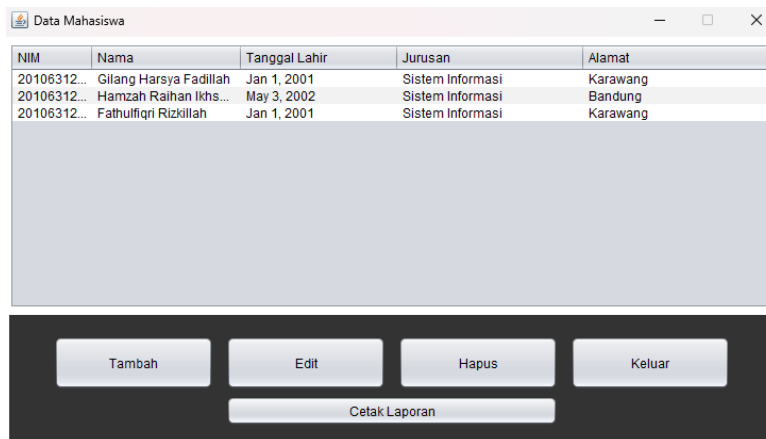 Data Mahasiswa
NIM Nama Tanggal Lahir Jurusan Alamat
20106312... Gilang Harsya Fadillah Jan 1, 2001 Sistem Informasi Karawang
20106312... Hamzah Raihan Ikhs... May 3, 2002 Sistem Informasi Bandung
20106312... Fathulfiqri Rizkillah Jan 1, 2001 Sistem Informasi Karawang
Tambah Edit Hapus Keluar
Cetak Laporan